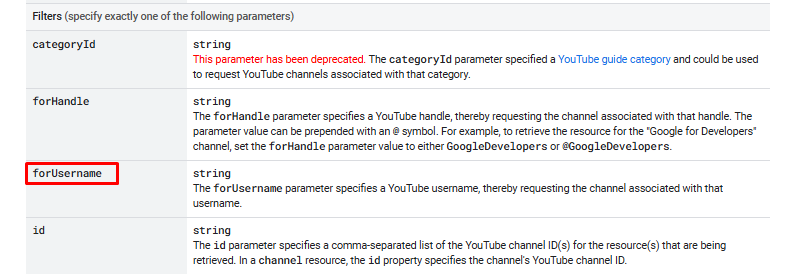 Filters (specify exactly one of the following parameters)
categoryId
string
This parameter has been deprecated. The categoryId parameter specified a YouTube guide category and could be used
to request YouTube channels associated with that category.
forHandle
string
The forHandle parameter specifies a YouTube handle, thereby requesting the channel associated with that handle. The
parameter value can be prepended with an @ symbol. For example, to retrieve the resource for the "Google for Developers"
channel, set the forHandle parameter value to either GoogleDevelopers or @GoogleDevelopers.
forUsername
string
The forUsername parameter specifies a YouTube username, thereby requesting the channel associated with that
username.
id
string
The id parameter specifies a comma-separated list of the YouTube channel ID(s) for the resource(s) that are being
retrieved. In a channel resource, the id property specifies the channel's YouTube channel ID.